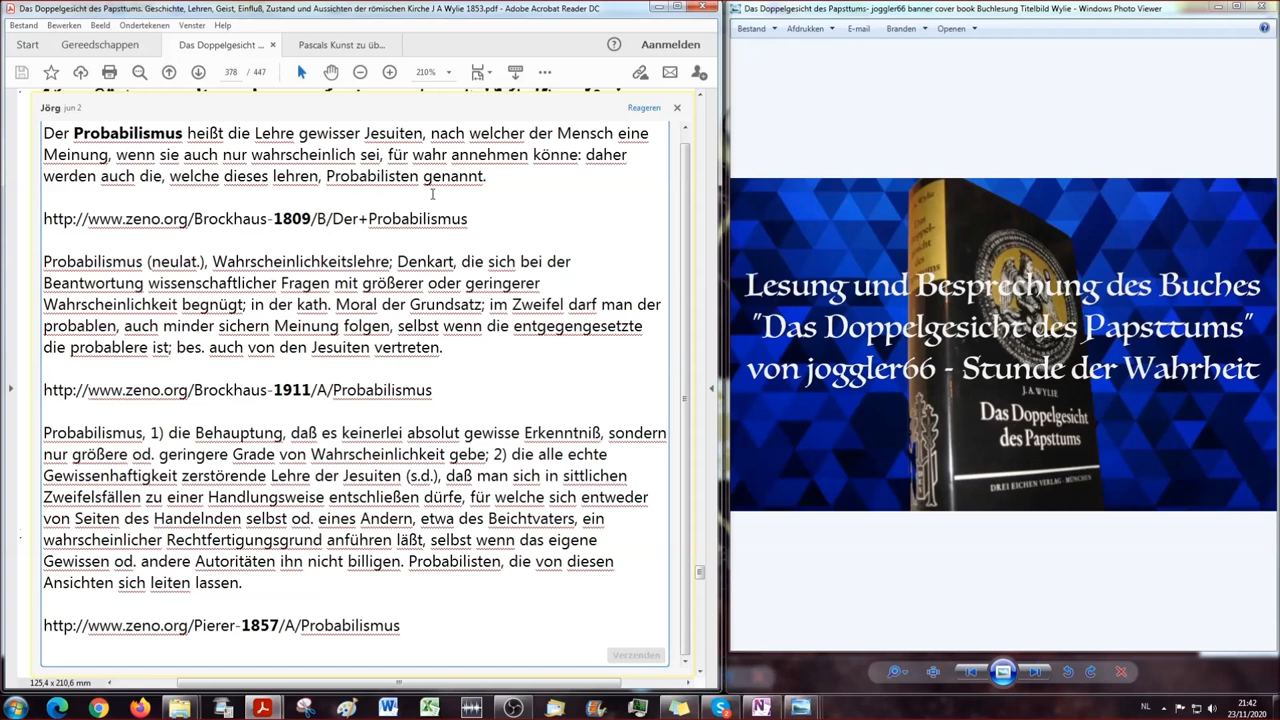 Das Doppelgesicht des Papsttums. Geschichte, Lehren, Geist, Einfluß, Zustand und Aussichten der römischen Kirche J A Wylie 1853.pdf - Adobe Acrobat Reader DC
Bestand Bewerken Beeld Ondertekenen Venster Help
Start Gereedschappen Das Doppelgesicht ... × Pascals Kunst zu üb... Anmelden
378 / 447 210%
Jörg jun 2 Reageren
Der Probabilismus heißt die Lehre gewisser Jesuiten, nach welcher der Mensch eine
Meinung, wenn sie auch nur wahrscheinlich sei, für wahr annehmen könne: daher
werden auch die, welche dieses lehren, Probabilisten genannt.
http://www.zeno.org/Brockhaus-1809/B/Der+Probabilismus
Probabilismus (neulat.), Wahrscheinlichkeitslehre; Denkart, die sich bei der
Beantwortung wissenschaftlicher Fragen mit größerer oder geringerer
Wahrscheinlichkeit begnügt; in der kath. Moral der Grundsatz; im Zweifel darf man der
probablen, auch minder sichern Meinung folgen, selbst wenn die entgegengesetzte
die probablere ist; bes. auch von den Jesuiten vertreten.
http://www.zeno.org/Brockhaus-1911/A/Probabilismus
Probabilismus, 1) die Behauptung, daß es keinerlei absolut gewisse Erkenntniß, sondern
nur größere od. geringere Grade von Wahrscheinlichkeit gebe; 2) die alle echte
Gewissenhaftigkeit zerstörende Lehre der Jesuiten (s.d.), daß man sich in sittlichen
Zweifelsfällen zu einer Handlungsweise entschließen dürfe, für welche sich entweder
von Seiten des Handelnden selbst od. eines Andern, etwa des Beichtvaters, ein
wahrscheinlicher Rechtfertigungsgrund anführen läßt, selbst wenn das eigene
Gewissen od. andere Autoritäten ihn nicht billigen. Probabilisten, die von diesen
Ansichten sich leiten lassen.
http://www.zeno.org/Pierer-1857/A/Probabilismus
Verzenden
125,4 x 210,6 mm
Das Doppelgesicht des Papsttums- joggler66 banner cover book Buchlesung Titelbild Wylie - Windows Photo Viewer
Bestand Afdrukken E-mail Branden Openen
Lesung und Besprechung des Buches
"Das Doppelgesicht des Papsttums"
von joggler66 - Stunde der Wahrheit
J.A.WYLIE
Das Doppelgesicht
des Papsttums
DREI EICHEN VERLAG · MÜNCHEN
NL 21:42
23/11/2020